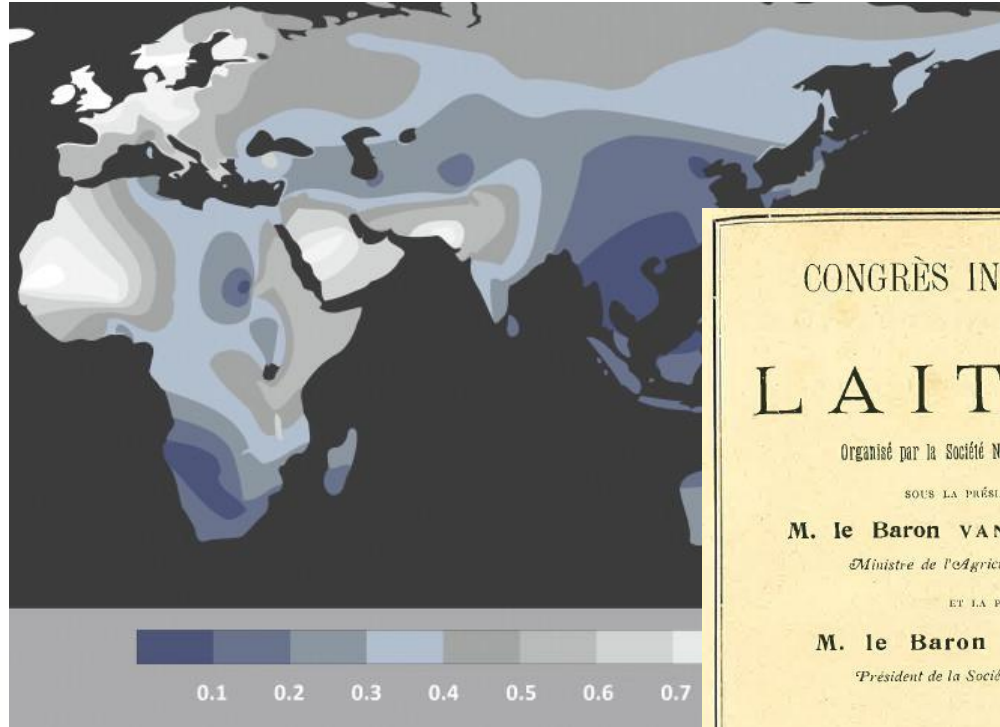 0.1 0.2 0.3 0.4 0.5 0.6 0.7
CONGRÈS IN
LAIT
Organisé par la Société N
SOUS LA PRÉSI
M. le Baron VAN
Ministre de l'Agricu
ET LA P
M. le Baron
Président de la Socié